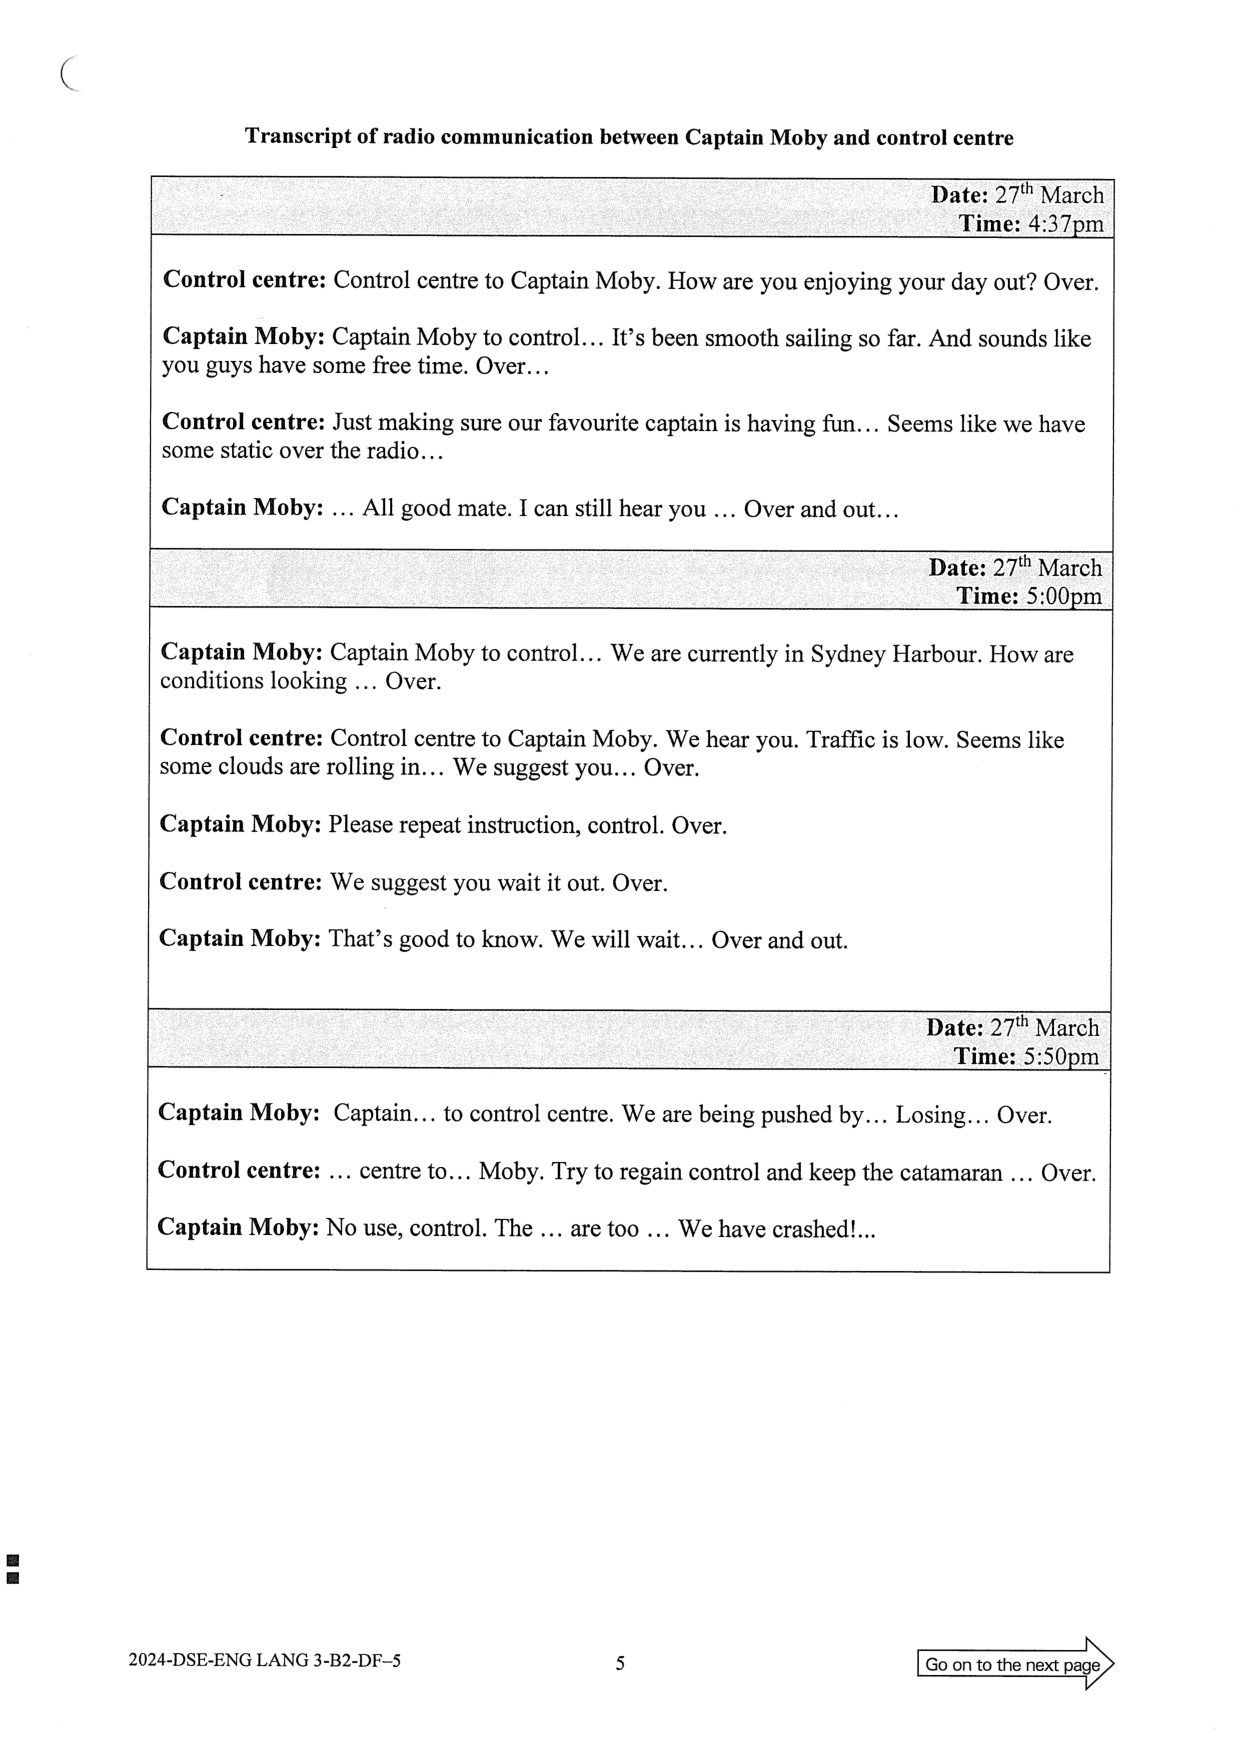 Transcript of radio communication between Captain Moby and control centre
Date: 27th March
Time: 4:37pm
Control centre: Control centre to Captain Moby. How are you enjoying your day out? Over.
Captain Moby: Captain Moby to control… It's been smooth sailing so far. And sounds like
you guys have some free time. Over…
Control centre: Just making sure our favourite captain is having fun… Seems like we have
some static over the radio…
Captain Moby: … All good mate. I can still hear you … Over and out…
Date: 27th March
Time: 5:00pm
Captain Moby: Captain Moby to control… We are currently in Sydney Harbour. How are
conditions looking … Over.
Control centre: Control centre to Captain Moby. We hear you. Traffic is low. Seems like
some clouds are rolling in… We suggest you… Over.
Captain Moby: Please repeat instruction, control. Over.
Control centre: We suggest you wait it out. Over.
Captain Moby: That's good to know. We will wait… Over and out.
Date: 27th March
Time: 5:50pm
Captain Moby: Captain… to control centre. We are being pushed by… Losing… Over.
Control centre: … centre to… Moby. Try to regain control and keep the catamaran … Over.
Captain Moby: No use, control. The … are too … We have crashed!...
2024-DSE-ENG LANG 3-B2-DF–5
5
Go on to the next page